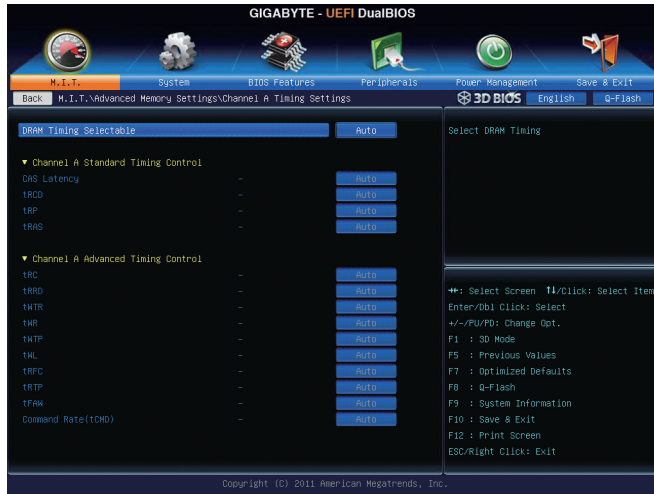 GIGABYTE - UEFI DualBIOS
M.I.T. System BIOS Features Peripherals Power Management Save & Exit
Back M.I.T.\Advanced Memory Settings\Channel A Timing Settings 3D BIOS English Q-Flash
DRAM Timing Selectable Auto
Select DRAM Timing
▼ Channel A Standard Timing Control
CAS Latency - Auto
tRCD - Auto
tRP - Auto
tRAS - Auto
▼ Channel A Advanced Timing Control
tRC - Auto
tRRD - Auto
tWTR - Auto
tWR - Auto
tWTP - Auto
tWL - Auto
tRFC - Auto
tRTP - Auto
tFAW - Auto
Command Rate(tCMD) - Auto
→←: Select Screen ↑↓/Click: Select Item
Enter/Dbl Click: Select
+/-/PU/PD: Change Opt.
F1 : 3D Mode
F5 : Previous Values
F7 : Optimized Defaults
F8 : Q-Flash
F9 : System Information
F10 : Save & Exit
F12 : Print Screen
ESC/Right Click: Exit
Copyright (C) 2011 American Megatrends, Inc.